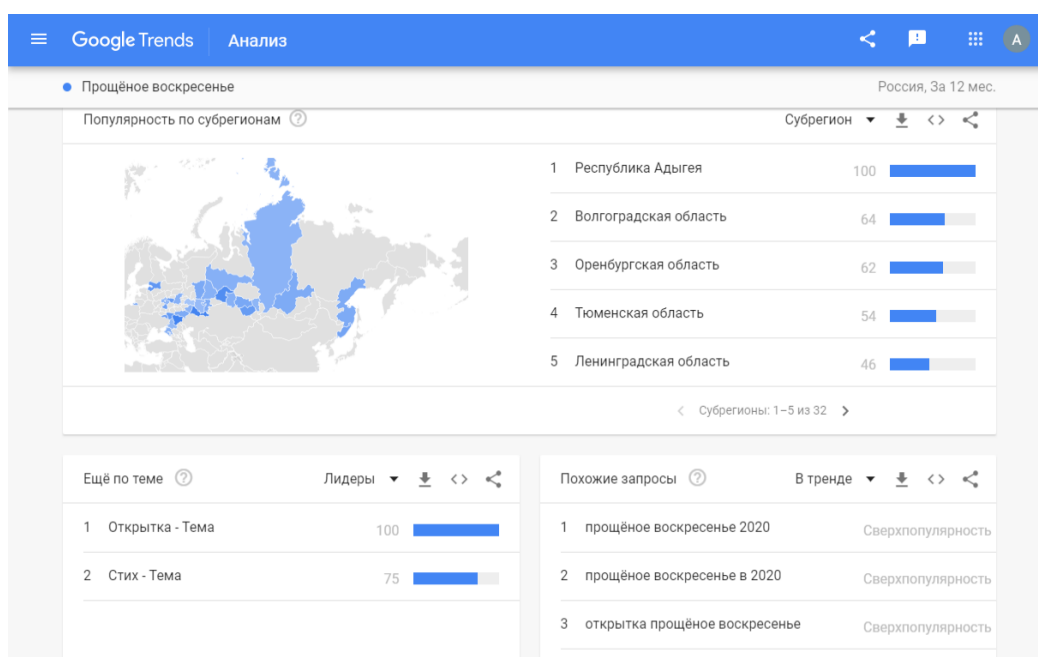 Google Trends Анализ A
Прощёное воскресенье Россия, За 12 мес.
Популярность по субрегионам ? Субрегион
1 Республика Адыгея 100
2 Волгоградская область 64
3 Оренбургская область 62
4 Тюменская область 54
5 Ленинградская область 46
Субрегионы: 1–5 из 32
Ещё по теме ? Лидеры
1 Открытка - Тема 100
2 Стих - Тема 75
Похожие запросы ? В тренде
1 прощёное воскресенье 2020 Сверхпопулярность
2 прощёное воскресенье в 2020 Сверхпопулярность
3 открытка прощёное воскресенье Сверхпопулярность